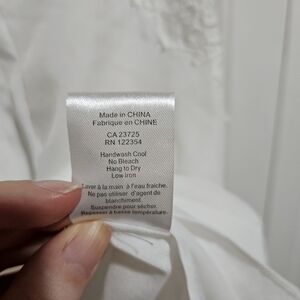 Made in CHINA
Fabrique en CHINE
CA 23725
RN 122354
Handwash Cool
No Bleach
Hang to Dry
Low Iron
Laver à la main à l'eau fraiche.
Ne pas utiliser d'agent de
blanchiment.
Suspendre pour sécher.
Repasser à basse température.